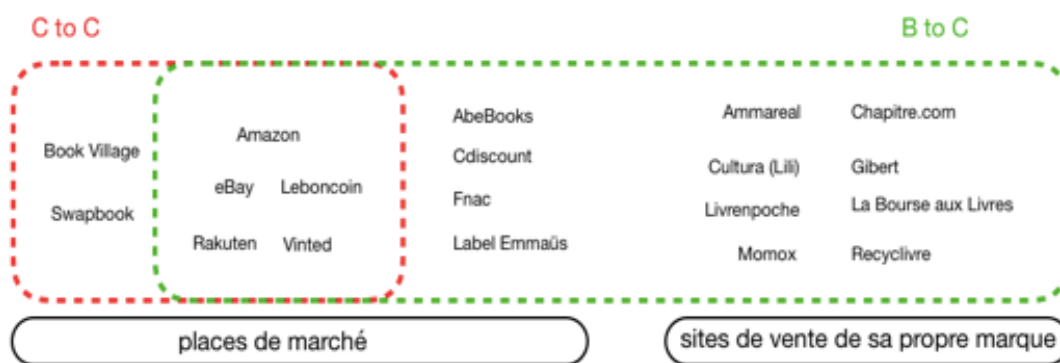 C to C
B to C
Book Village
Swapbook
Amazon
eBay Leboncoin
Rakuten Vinted
AbeBooks
Cdiscount
Fnac
Label Emmaüs
Ammareal
Cultura (Lili)
Livrenpoche
Momox
Chapitre.com
Gibert
La Bourse aux Livres
Recyclivre
places de marché
sites de vente de sa propre marque